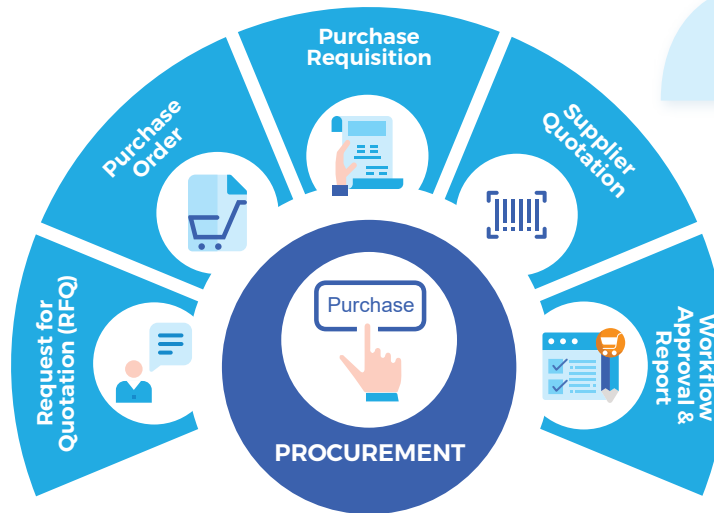 Request for
Quotation (RFQ)
Purchase
Order
Purchase
Requisition
Supplier
Quotation
Workflow
Approval &
Report
Purchase
PROCUREMENT